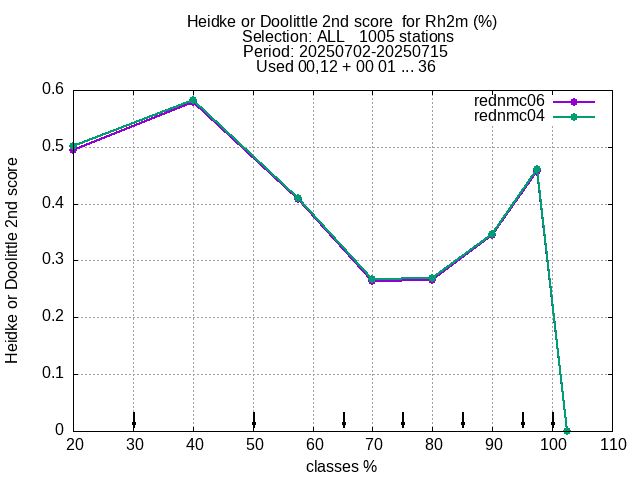 Heidke or Doolittle 2nd score  for Rh2m (%)
Selection: ALL   1005 stations
Period: 20250702-20250715
Used 00,12 + 00 01 ... 36
rednmc06
rednmc04
0.6
0.5
0.4
0.3
0.2
0.1
0
Heidke or Doolittle 2nd score
20 30 40 50 60 70 80 90 100 110
classes %